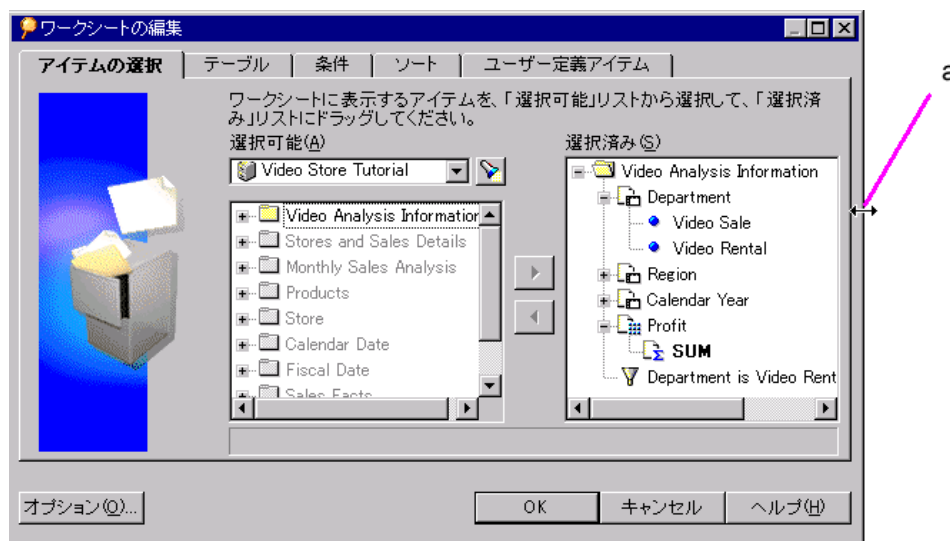 ワークシートの編集
アイテムの選択 テーブル 条件 ソート ユーザー定義アイテム
a
ワークシートに表示するアイテムを、「選択可能」リストから選択して、「選択済
み」リストにドラッグしてください。
選択可能(A) 選択済み(S)
Video Store Tutorial
Video Analysis Information
Stores and Sales Details
Monthly Sales Analysis
Products
Store
Calendar Date
Fiscal Date
Sales Facts
Video Analysis Information
Department
Video Sale
Video Rental
Region
Calendar Year
Profit
SUM
Department is Video Rent
オプション(O)... OK キャンセル ヘルプ(H)